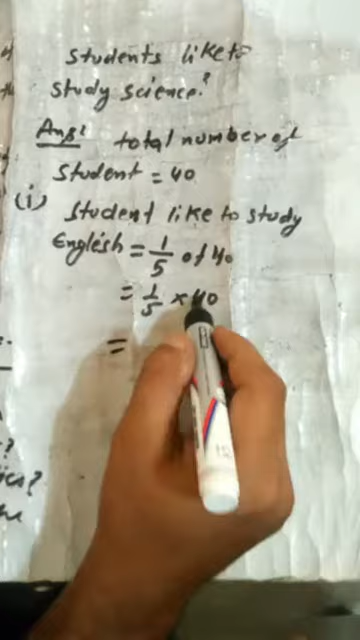 students like to
study science?
Ans: total number of
student = 40
(i) student like to study
English = 1/5 of 40
= 1/5 × 40
=